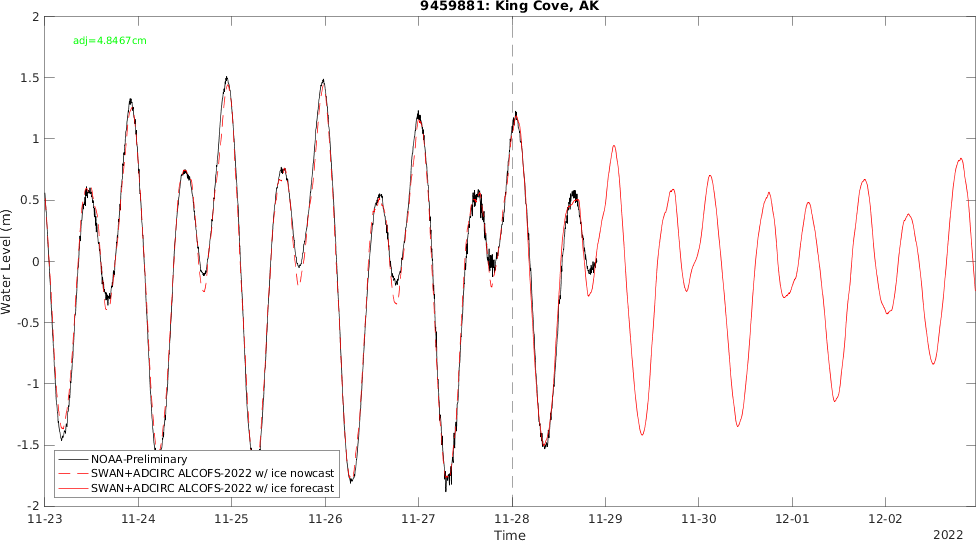 9459881: King Cove, AK
adj=4.8467cm
Water Level (m)
2
1.5
1
0.5
0
-0.5
-1
-1.5
-2
NOAA-Preliminary
SWAN+ADCIRC ALCOFS-2022 w/ ice nowcast
SWAN+ADCIRC ALCOFS-2022 w/ ice forecast
11-23 11-24 11-25 11-26 11-27 11-28 11-29 11-30 12-01 12-02
Time
2022